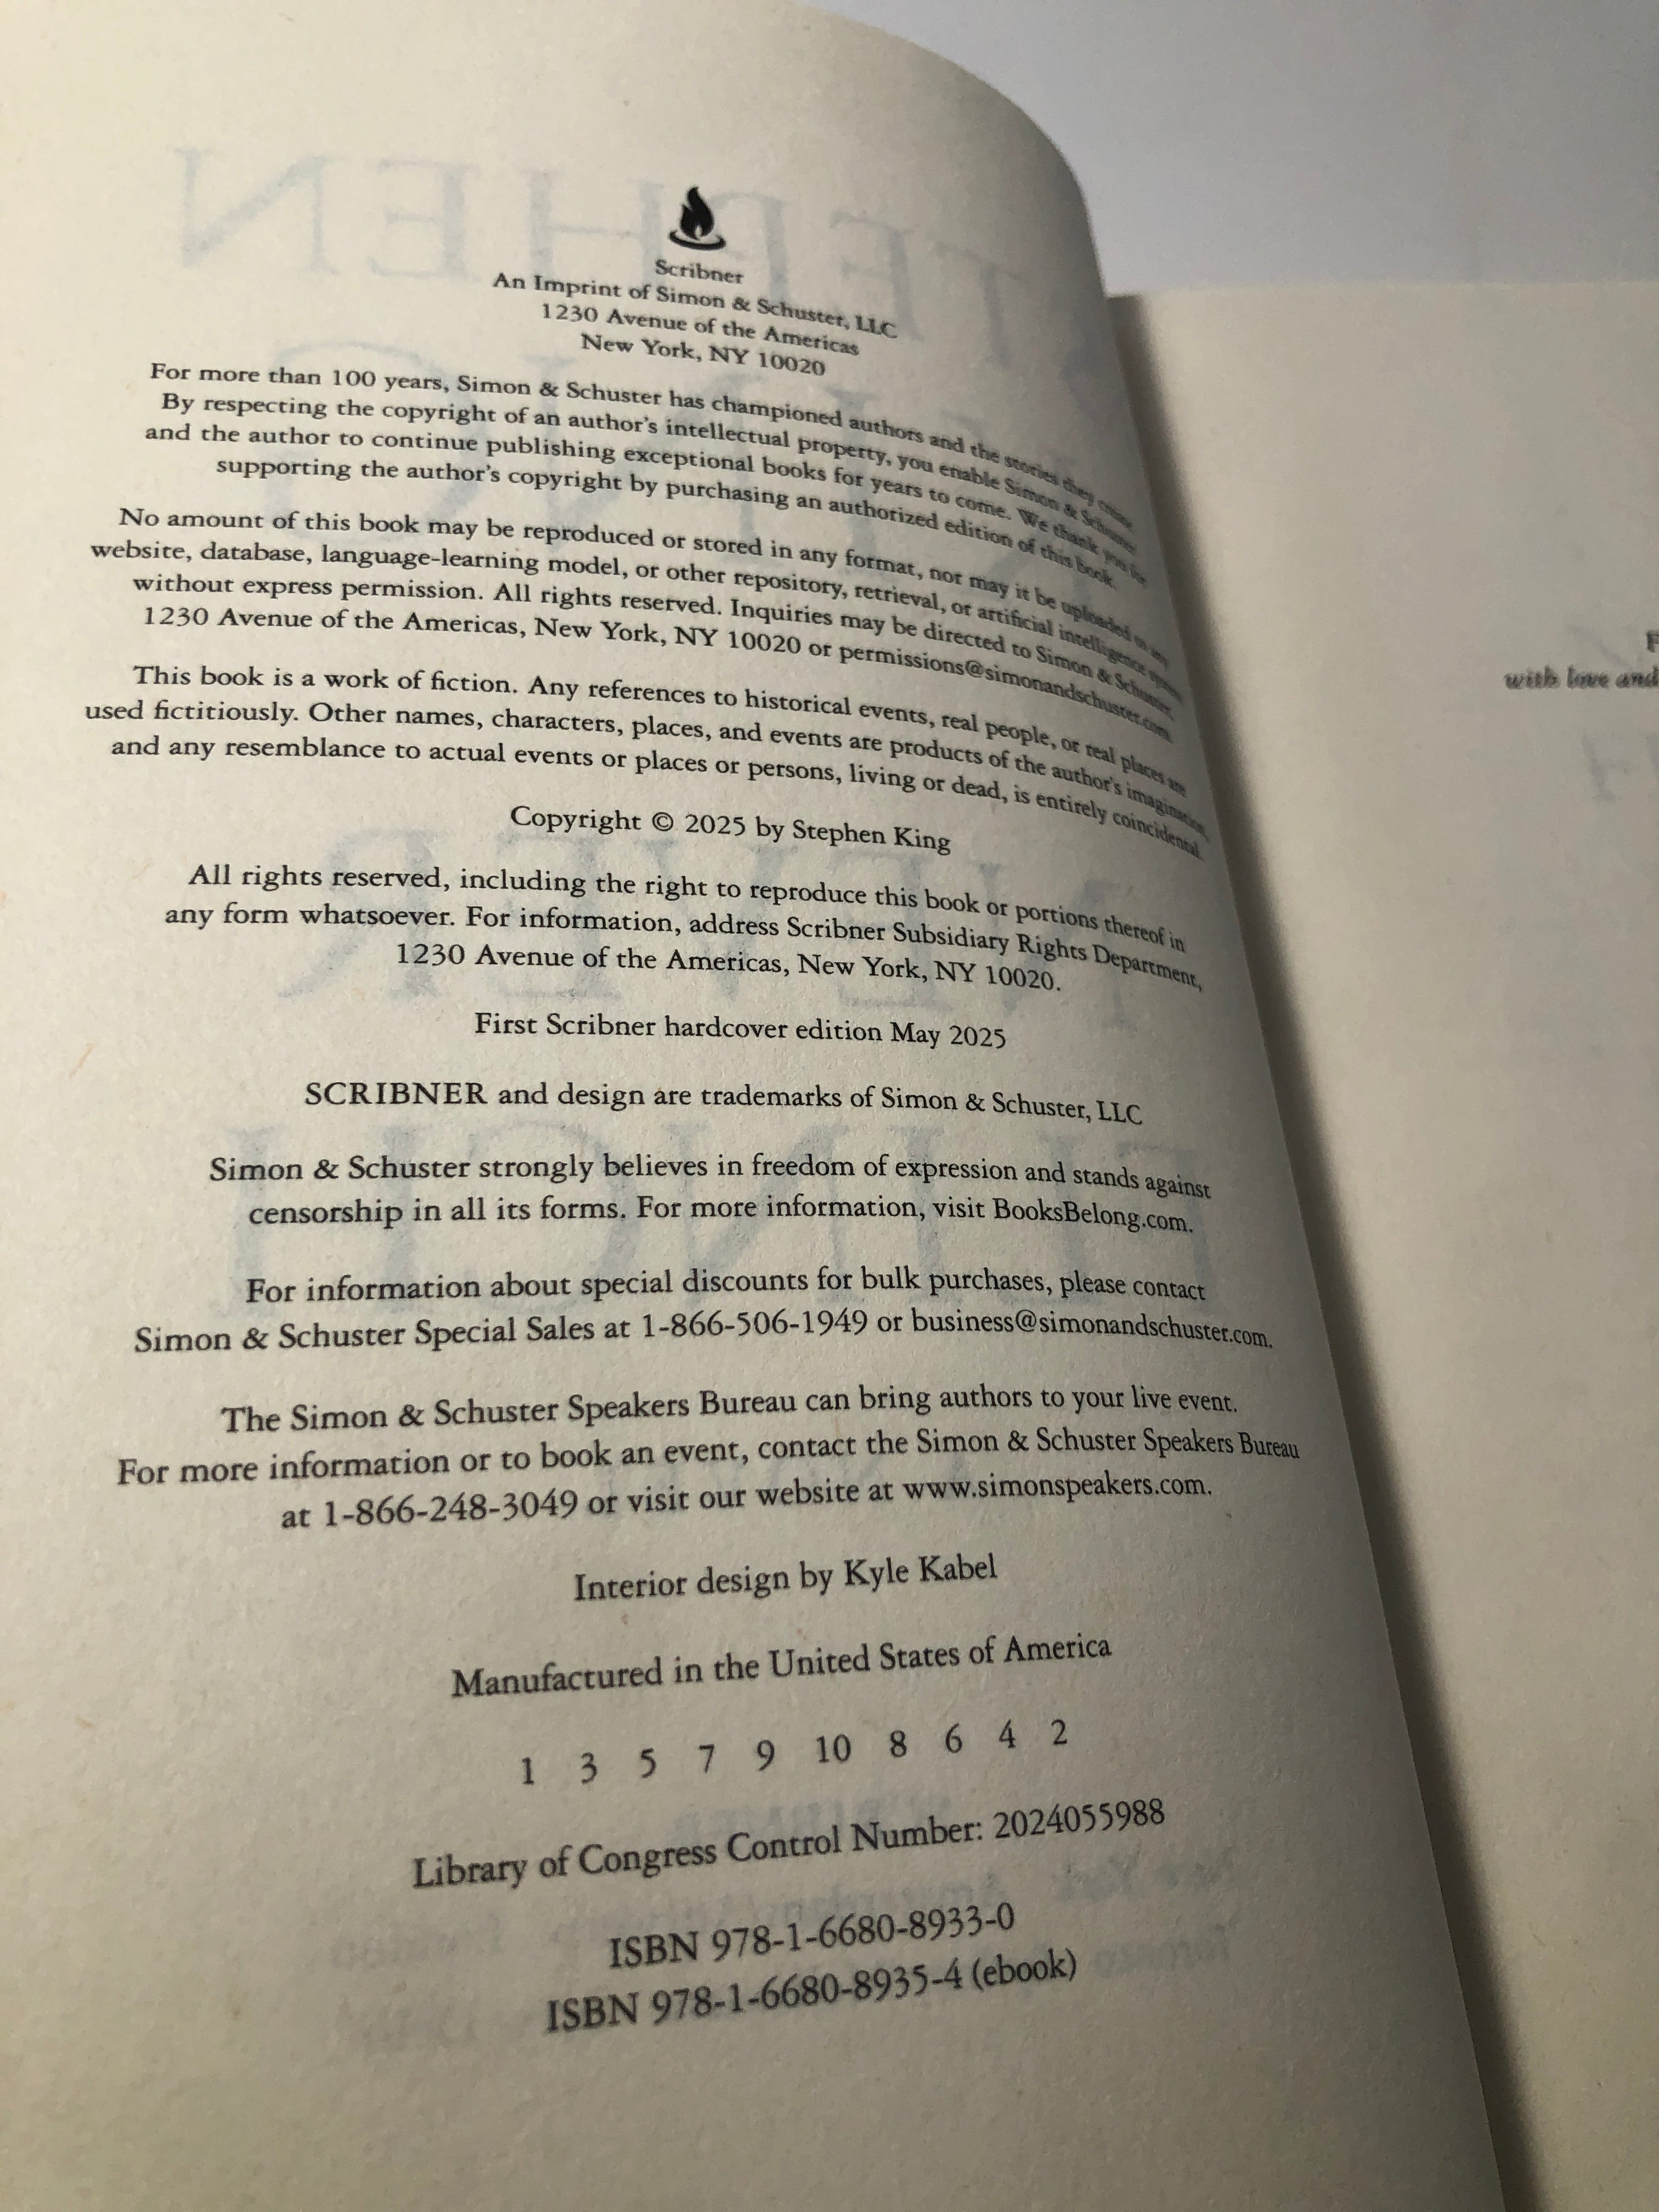 Scribner
An Imprint of Simon & Schuster, LLC
1230 Avenue of the Americas
New York, NY 10020
For more than 100 years, Simon & Schuster has championed authors and the stories they create.
By respecting the copyright of an author's intellectual property, you enable Simon & Schuster
and the author to continue publishing exceptional books for years to come. We thank you for
supporting the author's copyright by purchasing an authorized edition of this book.
No amount of this book may be reproduced or stored in any format, nor may it be uploaded to any
website, database, language-learning model, or other repository, retrieval, or artificial intelligence system
without express permission. All rights reserved. Inquiries may be directed to Simon & Schuster,
1230 Avenue of the Americas, New York, NY 10020 or permissions@simonandschuster.com.
This book is a work of fiction. Any references to historical events, real people, or real places are
used fictitiously. Other names, characters, places, and events are products of the author's imagination,
and any resemblance to actual events or places or persons, living or dead, is entirely coincidental.
Copyright © 2025 by Stephen King
All rights reserved, including the right to reproduce this book or portions thereof in
any form whatsoever. For information, address Scribner Subsidiary Rights Department,
1230 Avenue of the Americas, New York, NY 10020.
First Scribner hardcover edition May 2025
SCRIBNER and design are trademarks of Simon & Schuster, LLC
Simon & Schuster strongly believes in freedom of expression and stands against
censorship in all its forms. For more information, visit BooksBelong.com.
For information about special discounts for bulk purchases, please contact
Simon & Schuster Special Sales at 1-866-506-1949 or business@simonandschuster.com.
The Simon & Schuster Speakers Bureau can bring authors to your live event.
For more information or to book an event, contact the Simon & Schuster Speakers Bureau
at 1-866-248-3049 or visit our website at www.simonspeakers.com.
Interior design by Kyle Kabel
Manufactured in the United States of America
1 3 5 7 9 10 8 6 4 2
Library of Congress Control Number: 2024055988
ISBN 978-1-6680-8933-0
ISBN 978-1-6680-8935-4 (ebook)
with love and